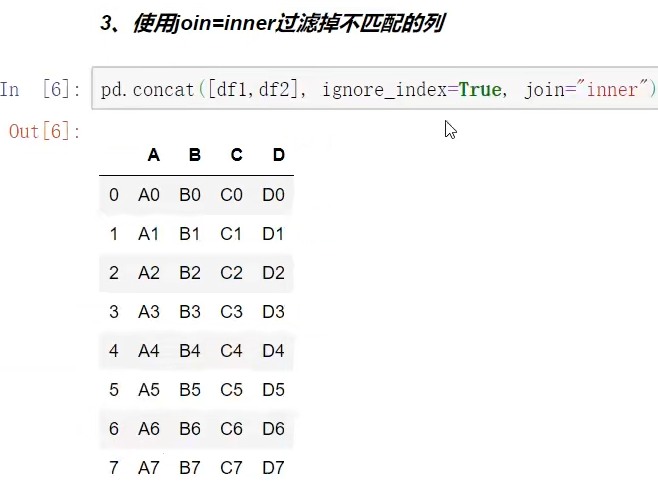 3、使用join=inner过滤掉不匹配的列
In [6]: pd.concat([df1,df2], ignore_index=True, join="inner")
Out[6]:
A B C D
0 A0 B0 C0 D0
1 A1 B1 C1 D1
2 A2 B2 C2 D2
3 A3 B3 C3 D3
4 A4 B4 C4 D4
5 A5 B5 C5 D5
6 A6 B6 C6 D6
7 A7 B7 C7 D7